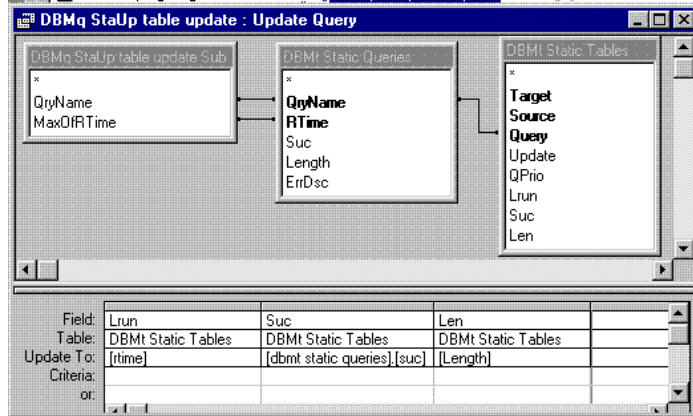 DBMq StaUp table update : Update Query
DBMq StaUp table update Sub
*
QryName
MaxOfRTime
DBMt Static Queries
*
QryName
RTime
Suc
Length
ErrDsc
DBMt Static Tables
*
Target
Source
Query
Update
QPrio
Lrun
Suc
Len
Field: Lrun Suc Len
Table: DBMt Static Tables DBMt Static Tables DBMt Static Tables
Update To: [rtime] [dbmt static queries].[suc] [Length]
Criteria:
or: